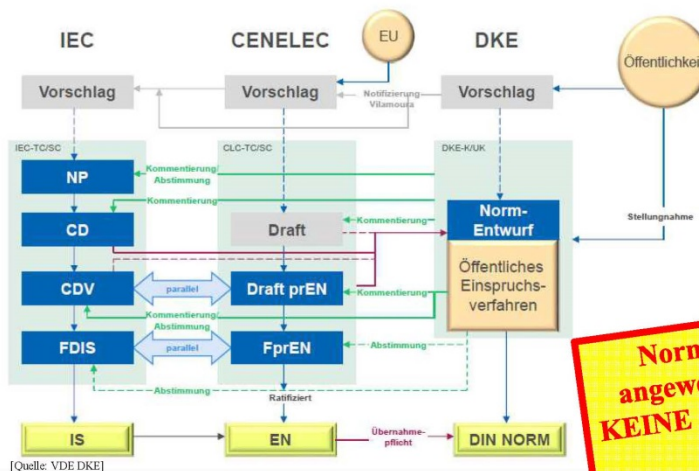 IEC
CENELEC
DKE
EU
Öffentlichkei
Vorschlag
Vorschlag
Vorschlag
Notifizierung
Vilamoura
IEC-TC/SC
CLC-TC/SC
DKE-K/UK
NP
Kommentierung/
Abstimmung
CD
Kommentierung
Draft
Kommentierung
Norm-
Entwurf
Stellungnahme
Öffentliches
Einspruchs-
verfahren
CDV
parallel
Draft prEN
Kommentierung
Kommentierung/
Abstimmung
FDIS
parallel
FprEN
Abstimmung
Abstimmung
Ratifiziert
IS
EN
Übernahme-
pflicht
DIN NORM
Norm
angewe
KEINE
[Quelle: VDE DKE]